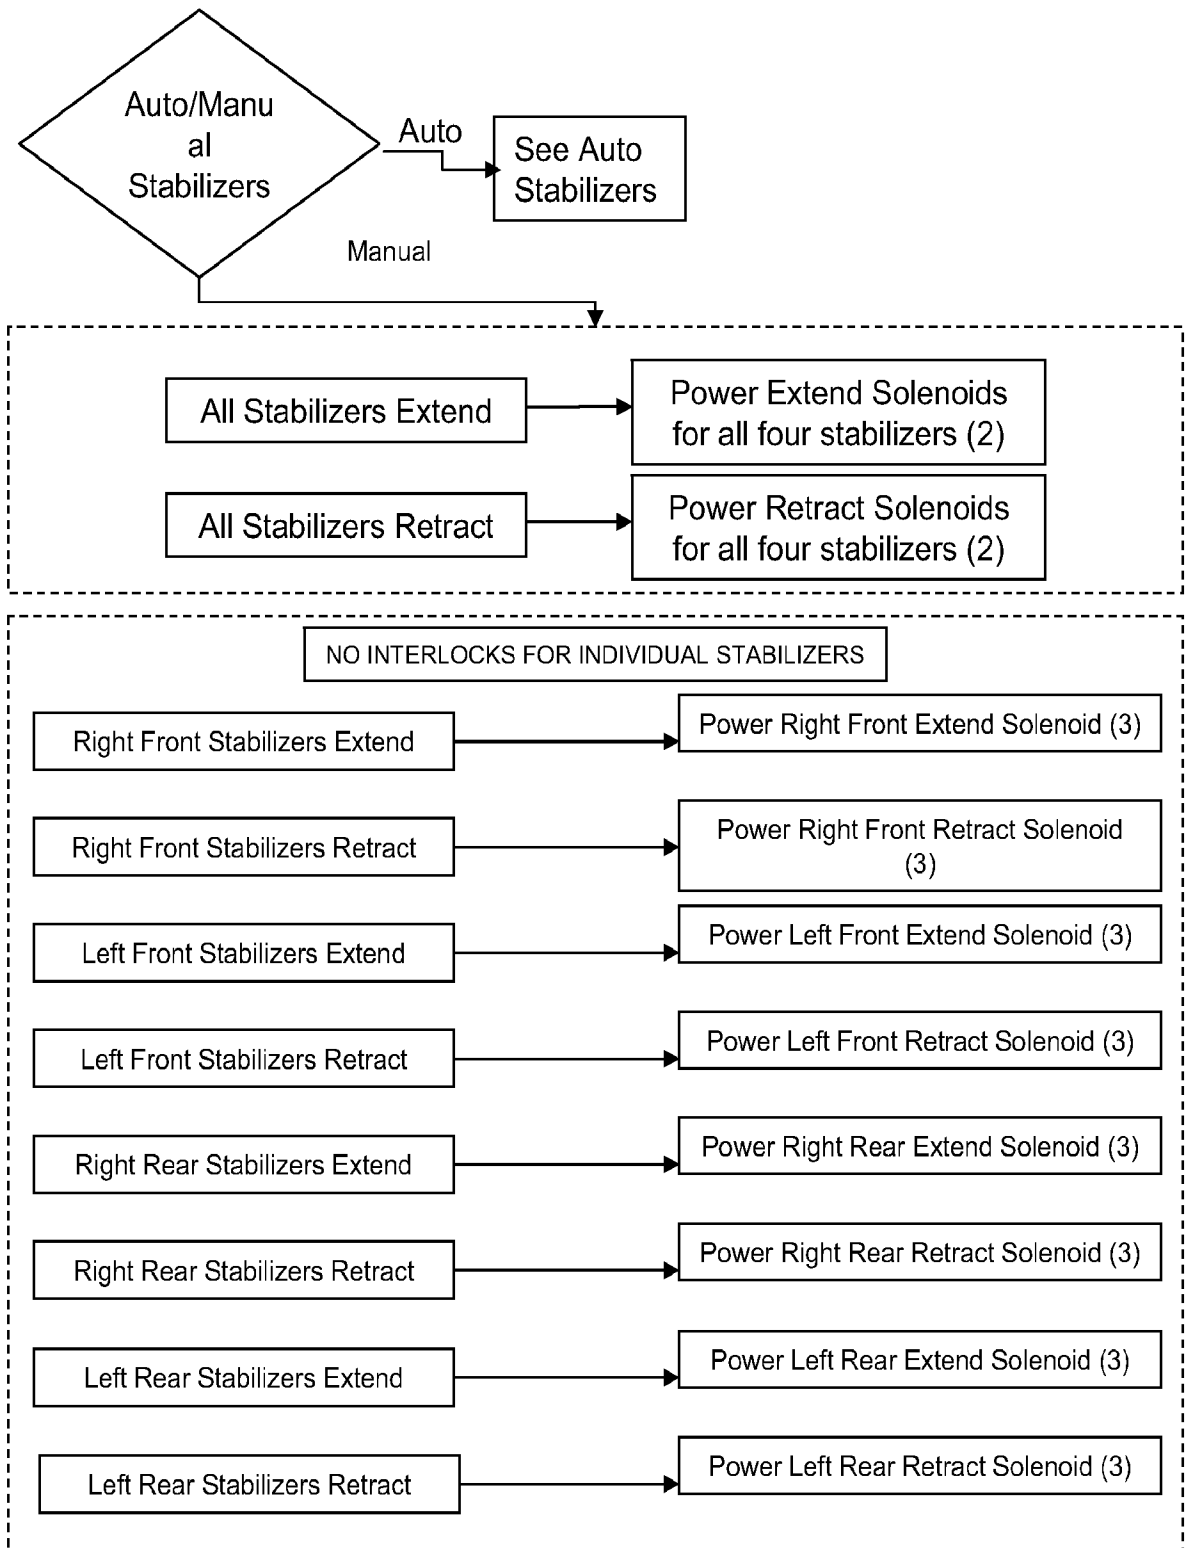 Auto/Manu
al
Stabilizers
Auto
See Auto
Stabilizers
Manual
All Stabilizers Extend
Power Extend Solenoids
for all four stabilizers (2)
All Stabilizers Retract
Power Retract Solenoids
for all four stabilizers (2)
NO INTERLOCKS FOR INDIVIDUAL STABILIZERS
Right Front Stabilizers Extend
Power Right Front Extend Solenoid (3)
Right Front Stabilizers Retract
Power Right Front Retract Solenoid
(3)
Left Front Stabilizers Extend
Power Left Front Extend Solenoid (3)
Left Front Stabilizers Retract
Power Left Front Retract Solenoid (3)
Right Rear Stabilizers Extend
Power Right Rear Extend Solenoid (3)
Right Rear Stabilizers Retract
Power Right Rear Retract Solenoid (3)
Left Rear Stabilizers Extend
Power Left Rear Extend Solenoid (3)
Left Rear Stabilizers Retract
Power Left Rear Retract Solenoid (3)